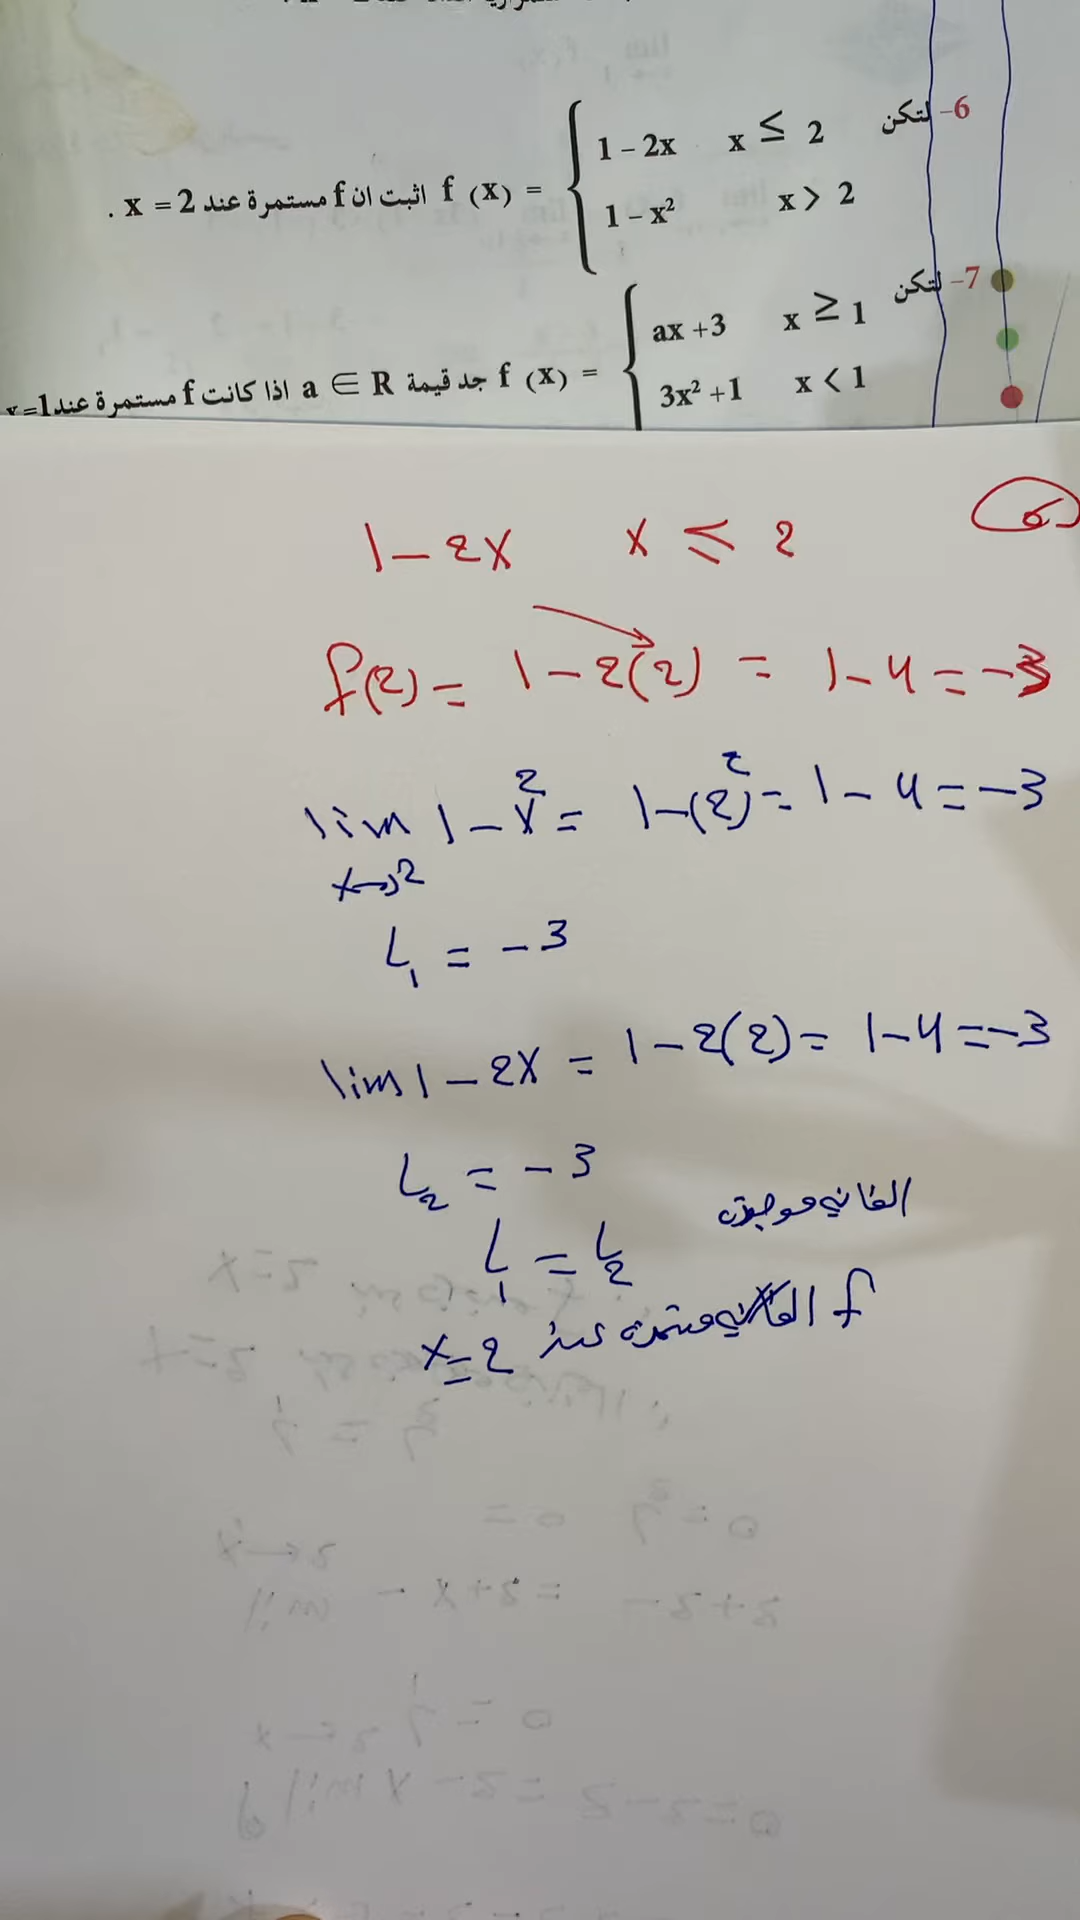 6- لتكن f (x) = { 1 – 2x x ≤ 2
1 – x² x > 2 اثبت ان f مستمرة عند x = 2 .
7- لتكن f (x) = { ax +3 x ≥ 1
3x² +1 x < 1 جد قيمة a ∈ R اذا كانت f مستمرة عند x=1
6
1 – 2x x ≤ 2
f(2) = 1 – 2(2) = 1 – 4 = –3
lim 1 – x² = 1 – (2)² = 1 – 4 = –3
x→2
L₁ = –3
lim 1 – 2x = 1 – 2(2) = 1 – 4 = –3
L₂ = –3
L₁ = L₂
f مستمرة عند x=2